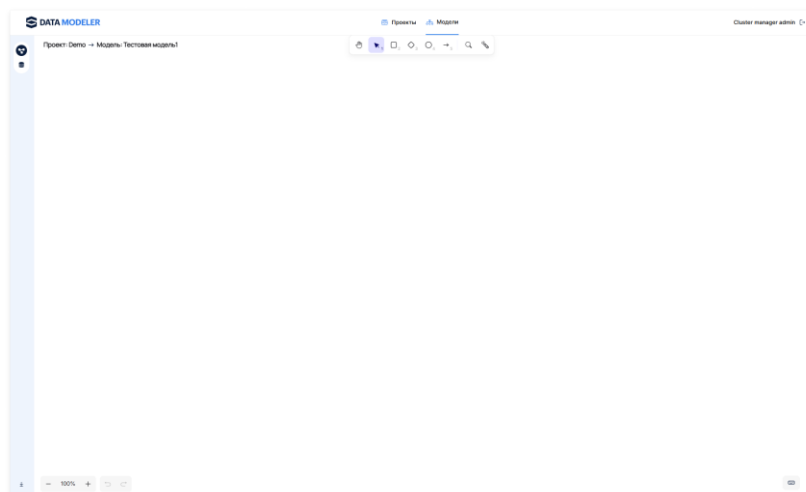 DATA MODELER
Проекты
Модели
Cluster manager admin
Проект: Demo → Модель: Тестовая модель1
100%